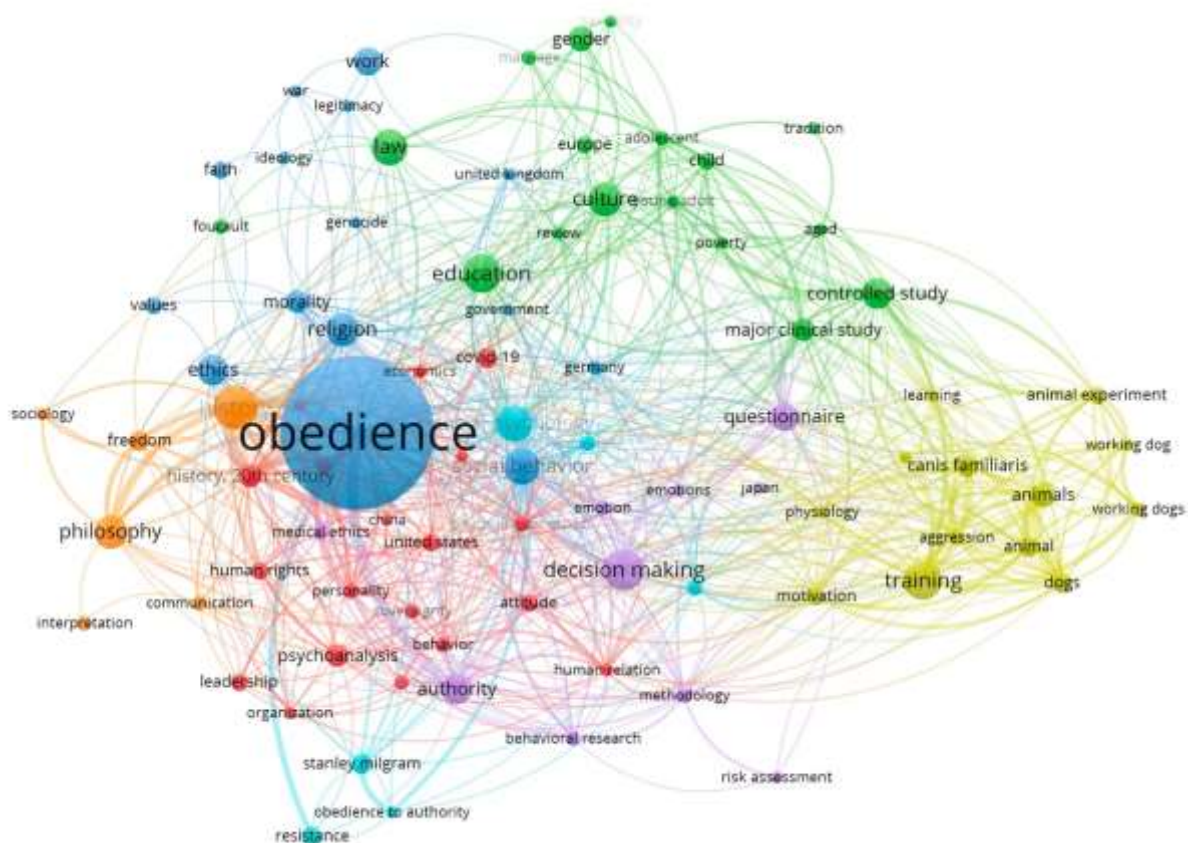 gender
work
marriage
war
legitimacy
tradition
adolescent
law
europe
child
ideology
faith
united kingdom
culture
young adult
foucault
genocide
review
poverty
aged
education
controlled study
values
morality
government
religion
major clinical study
covid-19
ethics
economics
germany
learning
animal experiment
sociology
questionnaire
obedience
freedom
working dog
social behavior
canis familiaris
history, 20th century
emotions
japan
animals
emotion
working dogs
physiology
china
philosophy
medical ethics
united states
aggression
animal
human rights
decision making
training
dogs
personality
motivation
communication
attitude
interpretation
behavior
psychoanalysis
human relation
leadership
authority
methodology
organization
behavioral research
stanley milgram
risk assessment
obedience to authority
resistance